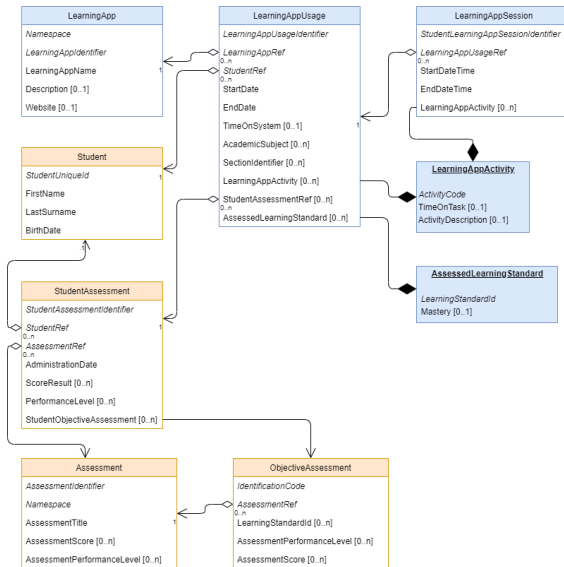 LearningApp
Namespace
LearningAppIdentifier
LearningAppName
Description [0..1]
Website [0..1]
1
LearningAppUsage
LearningAppUsageIdentifier
LearningAppRef
0..n
StudentRef
0..n
StartDate
EndDate
TimeOnSystem [0..1]
AcademicSubject [0..n]
SectionIdentifier [0..n]
LearningAppActivity [0..n]
StudentAssessmentRef [0..n]
0..n
AssessedLearningStandard [0..n]
1
LearningAppSession
StudentLearningAppSessionIdentifier
LearningAppUsageRef
0..n
StartDateTime
EndDateTime
LearningAppActivity [0..n]
Student
StudentUniqueId
FirstName
LastSurname
BirthDate
1
1
LearningAppActivity
ActivityCode
TimeOnTask [0..1]
ActivityDescription [0..1]
AssessedLearningStandard
LearningStandardId
Mastery [0..1]
StudentAssessment
StudentAssessmentIdentifier
StudentRef
0..n
AssessmentRef
0..n
AdministrationDate
ScoreResult [0..n]
PerformanceLevel [0..n]
StudentObjectiveAssessment [0..n]
1
Assessment
AssessmentIdentifier
Namespace
AssessmentTitle
AssessmentScore [0..n]
AssessmentPerformanceLevel [0..n]
1
ObjectiveAssessment
IdentificationCode
AssessmentRef
0..n
LearningStandardId [0..n]
AssessmentPerformanceLevel [0..n]
AssessmentScore [0..n]